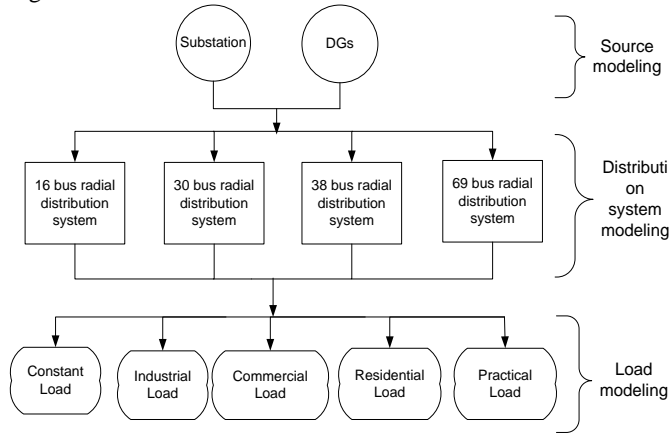 Substation
DGs
Source
modeling
16 bus radial
distribution
system
30 bus radial
distribution
system
38 bus radial
distribution
system
69 bus radial
distribution
system
Distributi
on
system
modeling
Constant
Load
Industrial
Load
Commercial
Load
Residential
Load
Practical
Load
Load
modeling